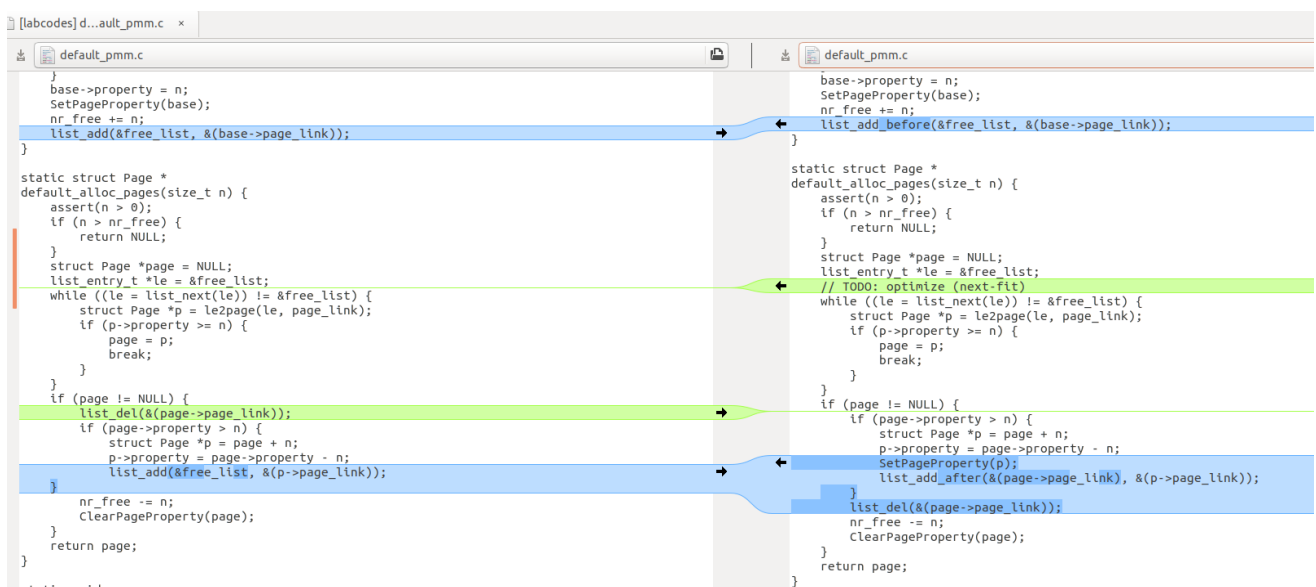 [labcodes] d...ault_pmm.c ×
default_pmm.c
    }
    base->property = n;
    SetPageProperty(base);
    nr_free += n;
    list_add(&free_list, &(base->page_link));
}

static struct Page *
default_alloc_pages(size_t n) {
    assert(n > 0);
    if (n > nr_free) {
        return NULL;
    }
    struct Page *page = NULL;
    list_entry_t *le = &free_list;
    while ((le = list_next(le)) != &free_list) {
        struct Page *p = le2page(le, page_link);
        if (p->property >= n) {
            page = p;
            break;
        }
    }
    if (page != NULL) {
        list_del(&(page->page_link));
        if (page->property > n) {
            struct Page *p = page + n;
            p->property = page->property - n;
            list_add(&free_list, &(p->page_link));
    }
        nr_free -= n;
        ClearPageProperty(page);
    }
    return page;
}
default_pmm.c
    base->property = n;
    SetPageProperty(base);
    nr_free += n;
    list_add_before(&free_list, &(base->page_link));
}

static struct Page *
default_alloc_pages(size_t n) {
    assert(n > 0);
    if (n > nr_free) {
        return NULL;
    }
    struct Page *page = NULL;
    list_entry_t *le = &free_list;
    // TODO: optimize (next-fit)
    while ((le = list_next(le)) != &free_list) {
        struct Page *p = le2page(le, page_link);
        if (p->property >= n) {
            page = p;
            break;
        }
    }
    if (page != NULL) {
        if (page->property > n) {
            struct Page *p = page + n;
            p->property = page->property - n;
            SetPageProperty(p);
            list_add_after(&(page->page_link), &(p->page_link));
        }
        list_del(&(page->page_link));
        nr_free -= n;
        ClearPageProperty(page);
    }
    return page;
}